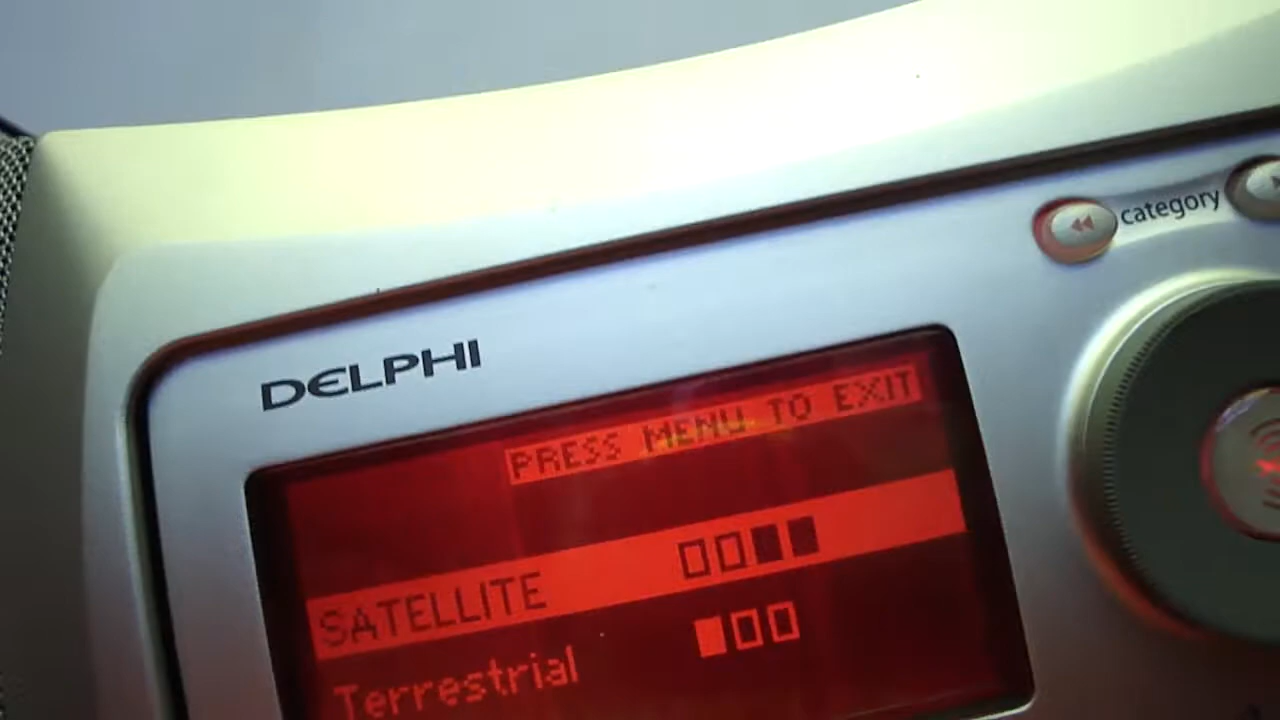 category
DELPHI
PRESS MENU TO EXIT
SATELLITE
Terrestrial